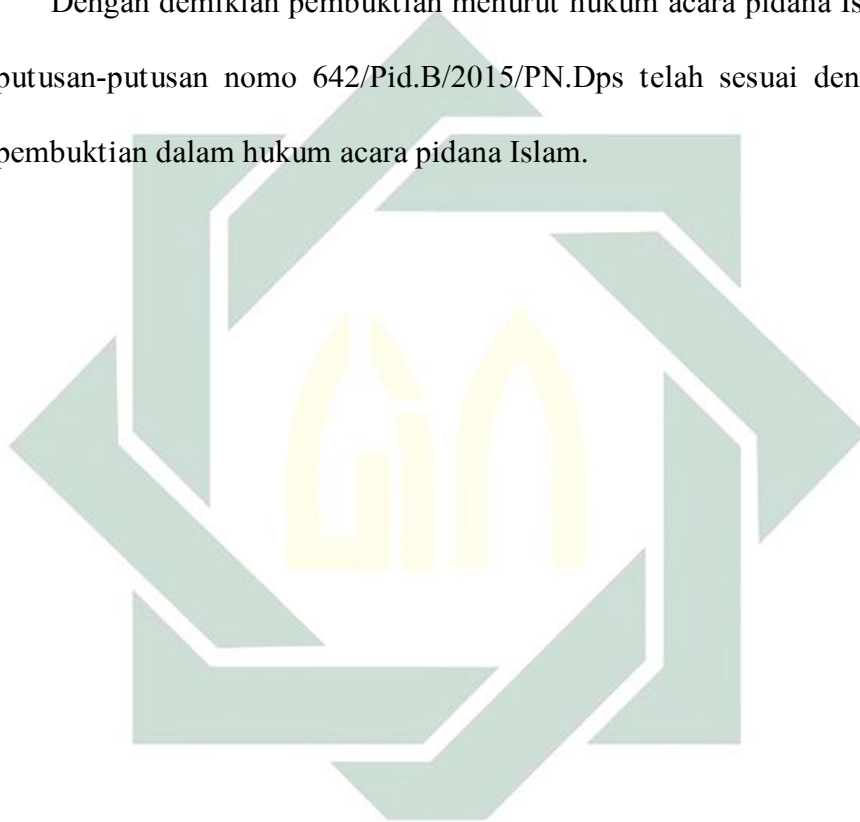 Dengan demikian pembuktian menurut hukum acara pidana Is
putusan-putusan nomo 642/Pid.B/2015/PN.Dps telah sesuai den
pembuktian dalam hukum acara pidana Islam.